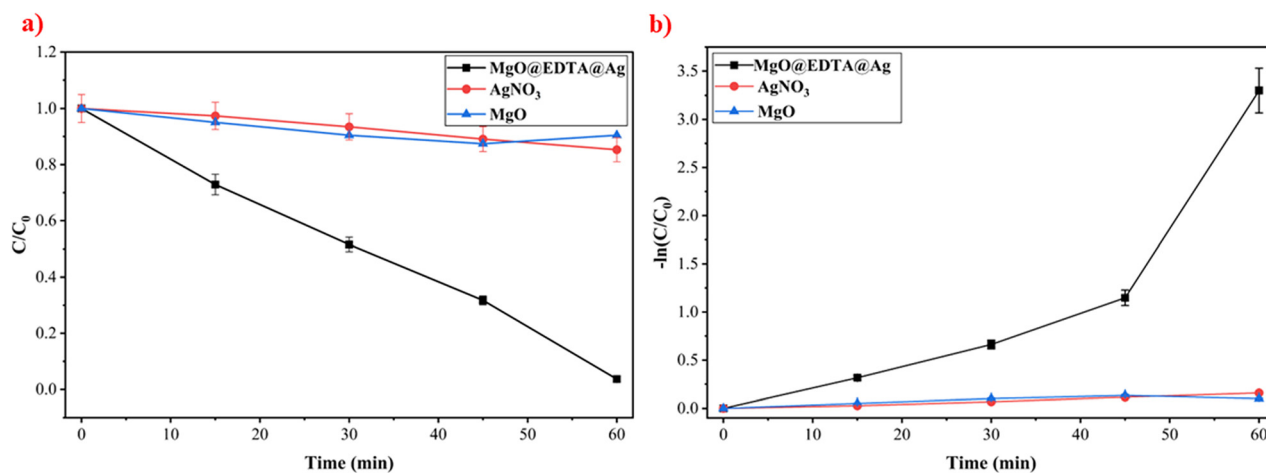 a)
1.2
1.0
0.8
0.6
0.4
0.2
0.0
C/C₀
MgO@EDTA@Ag
AgNO₃
MgO
0 10 20 30 40 50 60
Time (min)
b)
3.5
3.0
2.5
2.0
1.5
1.0
0.5
0.0
-ln(C/C₀)
MgO@EDTA@Ag
AgNO₃
MgO
0 10 20 30 40 50 60
Time (min)